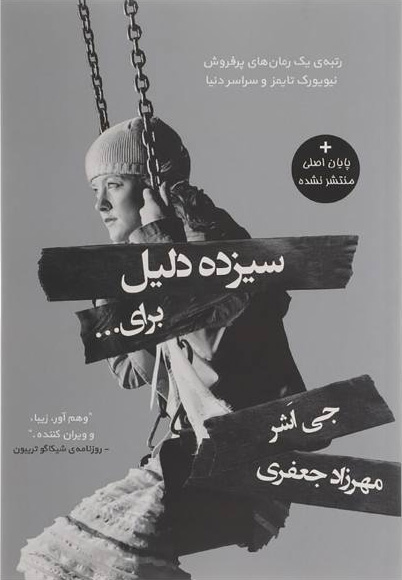 رتبه‌ی یک رمان‌های پرفروش
نیویورک تایمز و سراسر دنیا
+
پایان اصلی
منتشر نشده
سیزده دلیل
برای...
جی اَشر
مهرزاد جعفری
"وهم آور، زیبا،
و ویران کننده."
- روزنامه‌ی شیکاگو تریبون